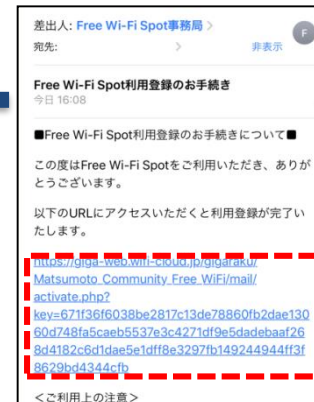 差出人: Free Wi-Fi Spot事務局 >
F
宛先: > 非表示
Free Wi-Fi Spot利用登録のお手続き
今日 16:08
■Free Wi-Fi Spot利用登録のお手続きについて■
この度はFree Wi-Fi Spotをご利用いただき、ありが
とうございます。
以下のURLにアクセスいただくと利用登録が完了い
たします。
https://giga-web.wifi-cloud.jp/gigaraku/
Matsumoto_Community_Free_WiFi/mail/
activate.php?
key=671f36f6038be2817c13de78860fb2dae130
60d748fa5caeb5537e3c4271df9e5dadebaaf26
8d4182c6d1dae5e1dff8e3297fb149244944ff3f
8629bd4344cfb
<ご利用上の注意>